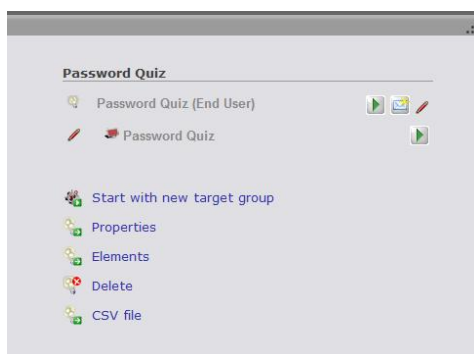 Password Quiz
Password Quiz (End User)
Password Quiz
Start with new target group
Properties
Elements
Delete
CSV file